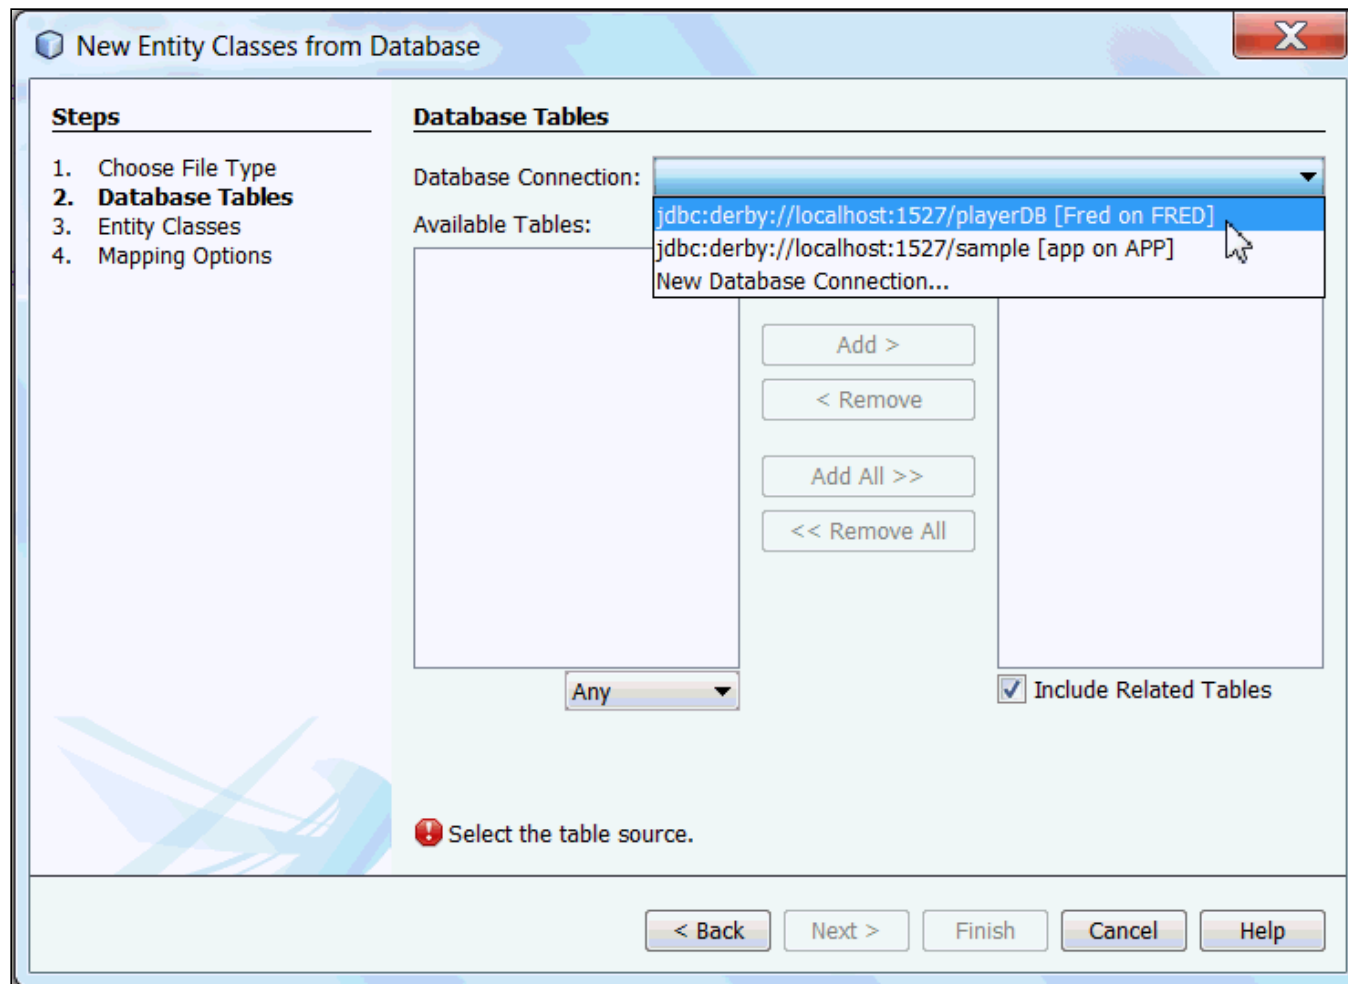 New Entity Classes from Database
Steps
1. Choose File Type
2. Database Tables
3. Entity Classes
4. Mapping Options
Database Tables
Database Connection:
jdbc:derby://localhost:1527/playerDB [Fred on FRED]
jdbc:derby://localhost:1527/sample [app on APP]
New Database Connection...
Available Tables:
Add >
< Remove
Add All >>
<< Remove All
Any
Include Related Tables
Select the table source.
< Back
Next >
Finish
Cancel
Help